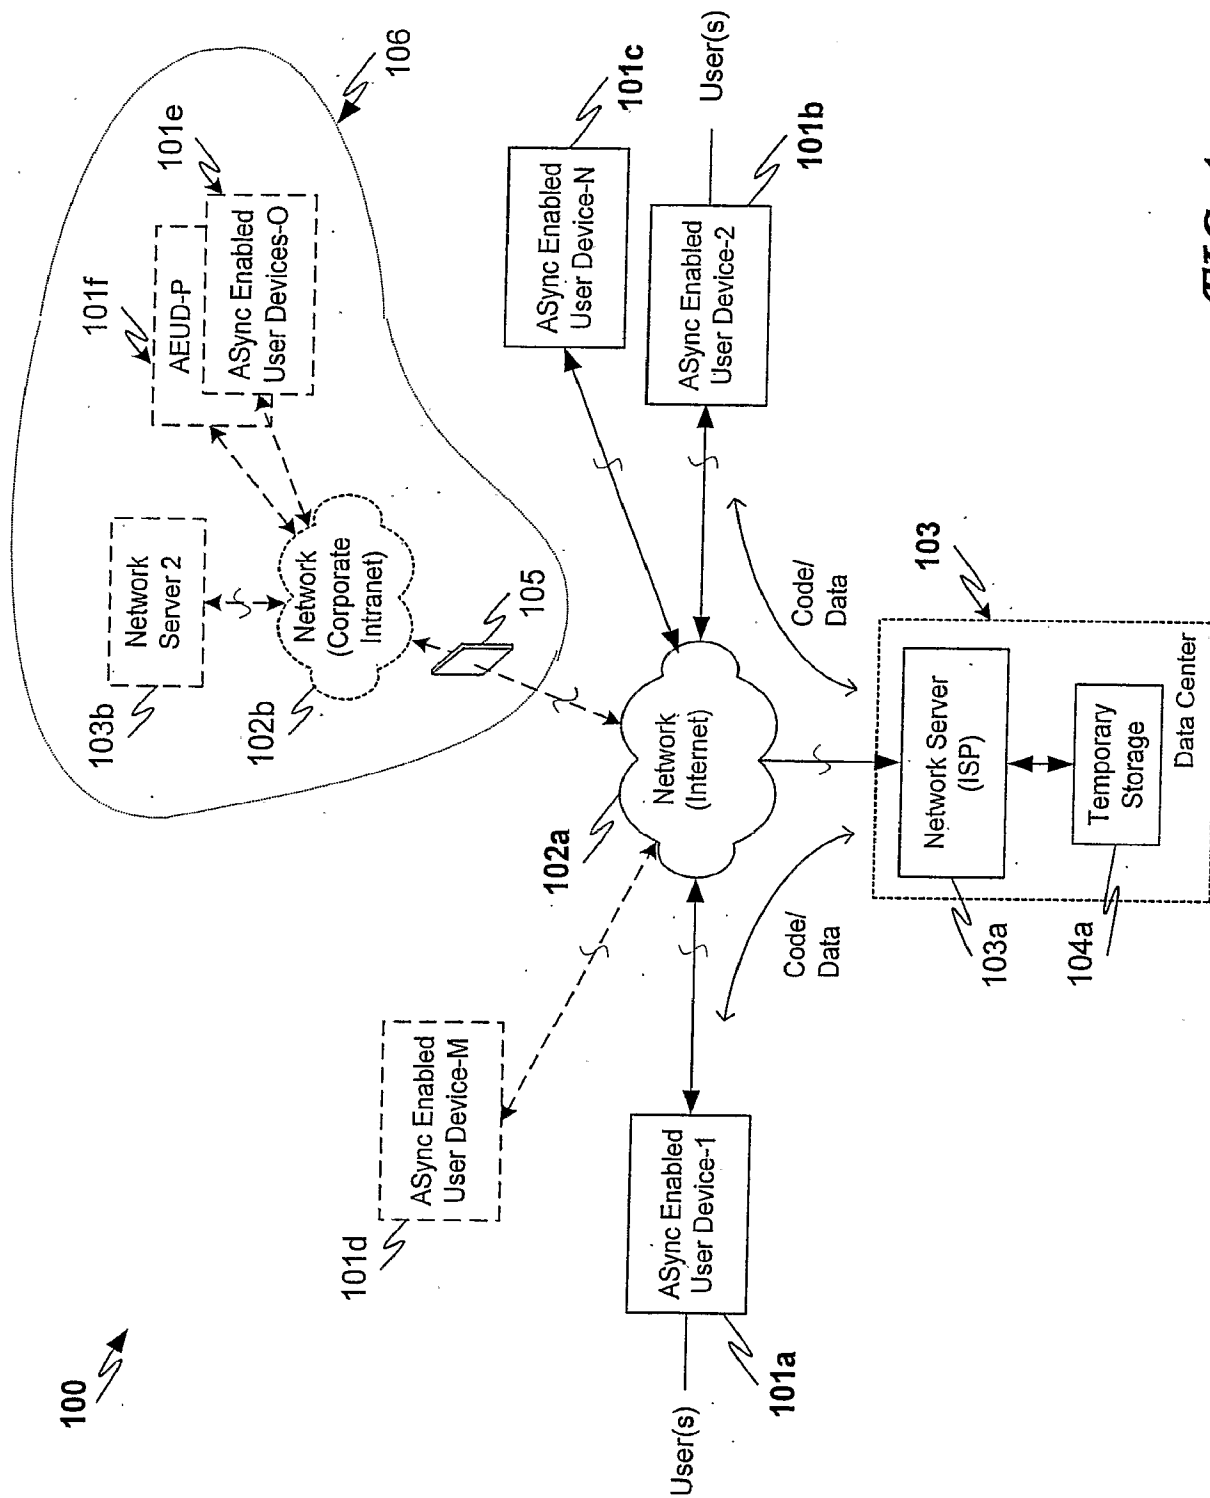 100
106
101f
101e
AEUD-P
ASync Enabled
User Devices-O
103b
Network
Server 2
102b
Network
(Corporate
Intranet)
105
101d
ASync Enabled
User Device-M
102a
Network
(Internet)
ASync Enabled
User Device-N
101c
User(s)
ASync Enabled
User Device-1
101a
ASync Enabled
User Device-2
User(s)
101b
Code/
Data
Code/
Data
103
103a
Network Server
(ISP)
104a
Temporary
Storage
Data Center